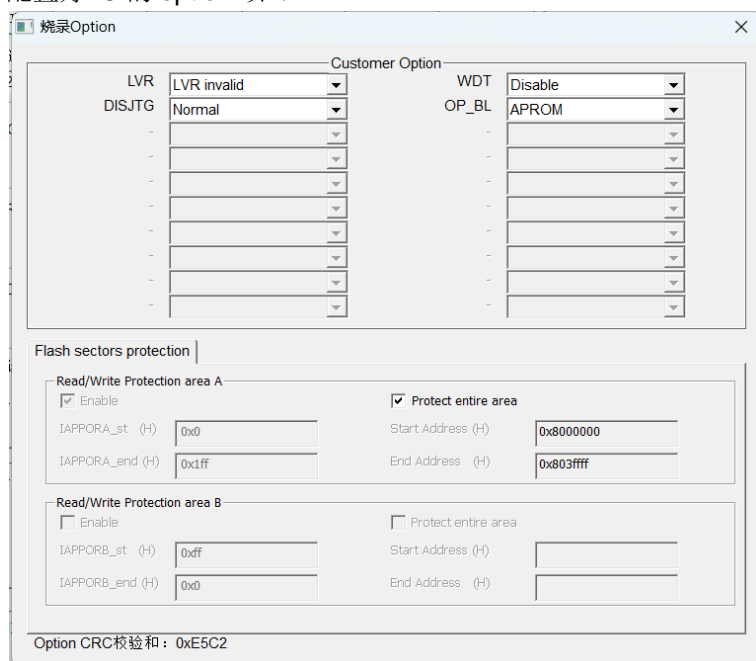 烧录Option
Customer Option
LVR LVR invalid WDT Disable
DISJTG Normal OP_BL APROM
- -
- -
- -
- -
- -
- -
- -
- -
Flash sectors protection
Read/Write Protection area A
Enable Protect entire area
IAPPORA_st (H) 0x0 Start Address (H) 0x8000000
IAPPORA_end (H) 0x1ff End Address (H) 0x803ffff
Read/Write Protection area B
Enable Protect entire area
IAPPORB_st (H) 0xff Start Address (H)
IAPPORB_end (H) 0x0 End Address (H)
Option CRC校验和：0xE5C2